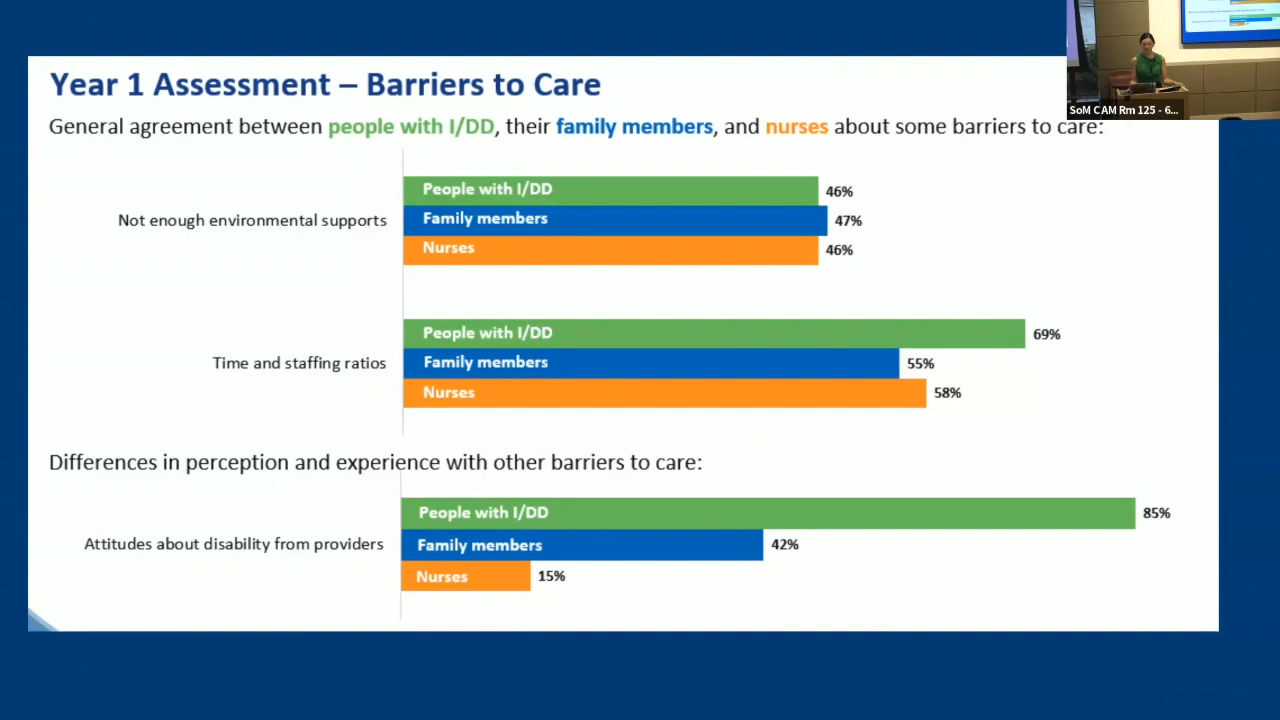 Year 1 Assessment – Barriers to Care
SoM CAM Rm 125 - 6...
General agreement between people with I/DD, their family members, and nurses about some barriers to care:
Not enough environmental supports
People with I/DD 46%
Family members 47%
Nurses 46%
Time and staffing ratios
People with I/DD 69%
Family members 55%
Nurses 58%
Differences in perception and experience with other barriers to care:
Attitudes about disability from providers
People with I/DD 85%
Family members 42%
Nurses 15%